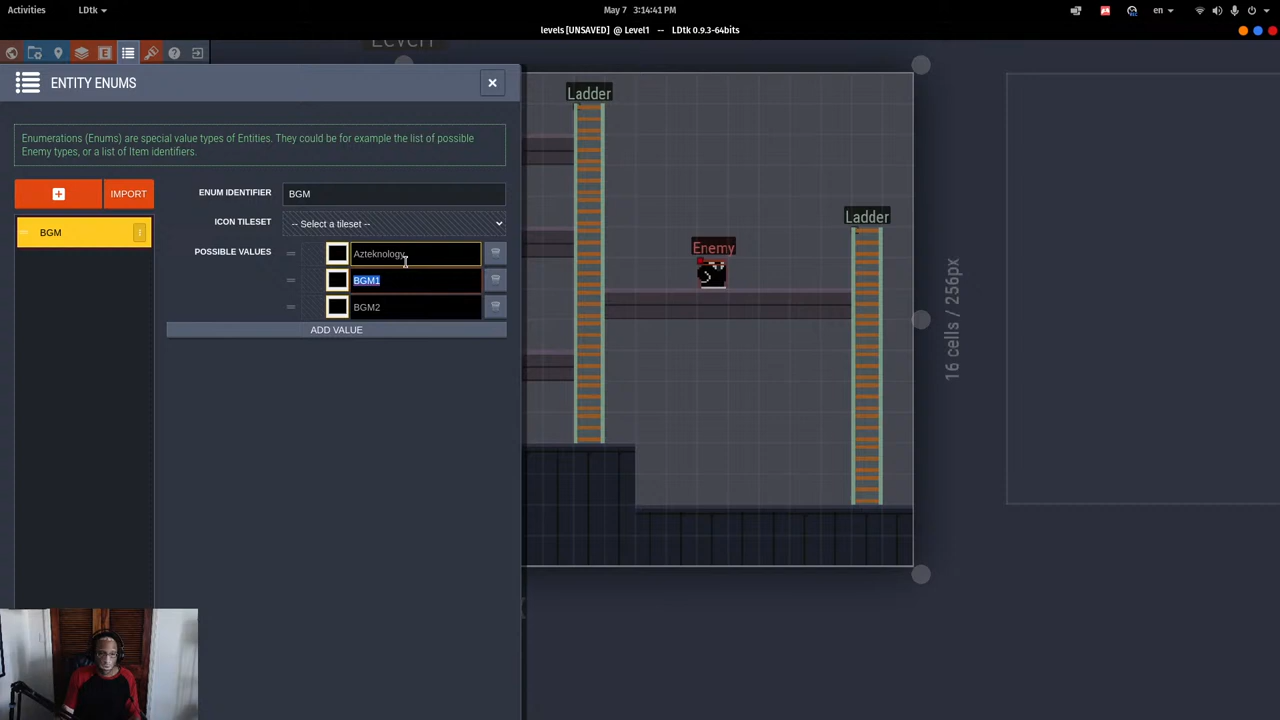 Activities
LDtk
May 7 3:14:41 PM
en
levels [UNSAVED] @ Level1 -- LDtk 0.9.3-64bits
ENTITY ENUMS
Enumerations (Enums) are special value types of Entities. They could be for example the list of possible
Enemy types, or a list of Item identifiers.
IMPORT
BGM
ENUM IDENTIFIER
BGM
ICON TILESET
-- Select a tileset --
POSSIBLE VALUES
Azteknology
BGM1
BGM2
ADD VALUE
Ladder
Enemy
Ladder
16 cells / 256px